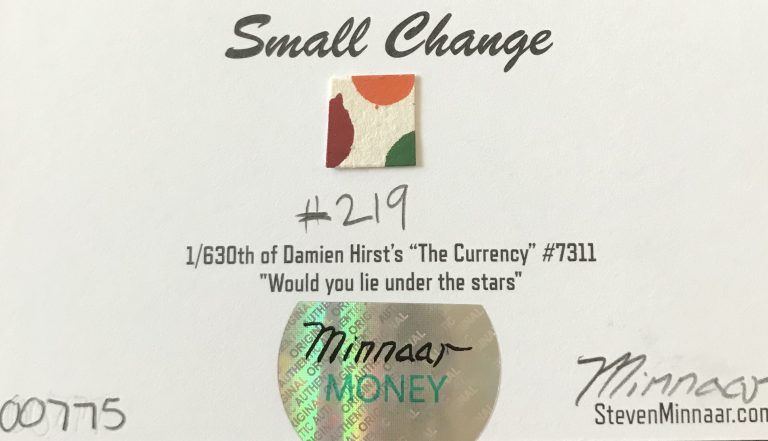 Small Change
#219
1/630th of Damien Hirst's “The Currency” #7311
"Would you lie under the stars"
Minnaar
MONEY
00775
Minnaar
StevenMinnaar.com